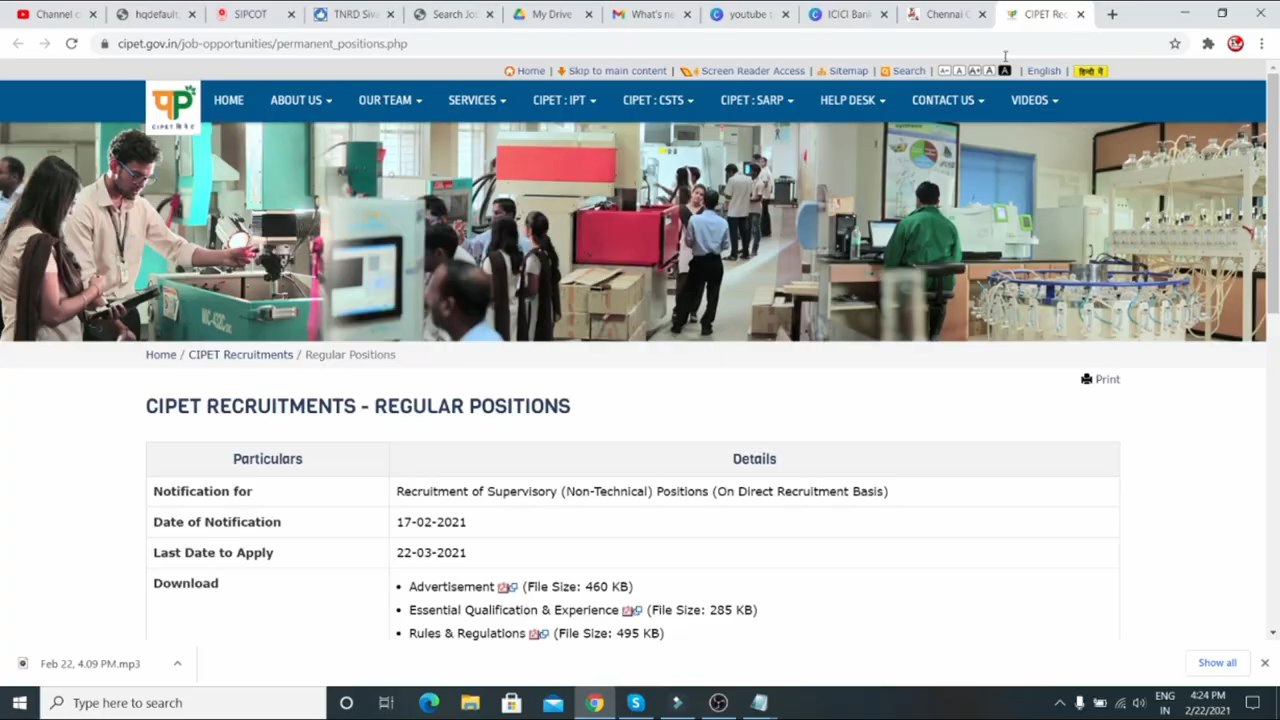 Channel c
hqdefault.
SIPCOT
TNRD Siva
Search Jo
My Drive
What's ne
youtube t
ICICI Bank
Chennai C
CIPET Rec
cipet.gov.in/job-opportunities/permanent_positions.php
Home | Skip to main content | Screen Reader Access | Sitemap | Search | A- A A+ A A | English | हिन्दी में
CIPET सिपेट
HOME ABOUT US OUR TEAM SERVICES CIPET : IPT CIPET : CSTS CIPET : SARP HELP DESK CONTACT US VIDEOS
Home / CIPET Recruitments / Regular Positions
Print
CIPET RECRUITMENTS - REGULAR POSITIONS
Particulars Details
Notification for Recruitment of Supervisory (Non-Technical) Positions (On Direct Recruitment Basis)
Date of Notification 17-02-2021
Last Date to Apply 22-03-2021
Download • Advertisement (File Size: 460 KB)
• Essential Qualification & Experience (File Size: 285 KB)
• Rules & Regulations (File Size: 495 KB)
Feb 22, 4.09 PM.mp3
Show all
Type here to search
ENG
IN
4:24 PM
2/22/2021